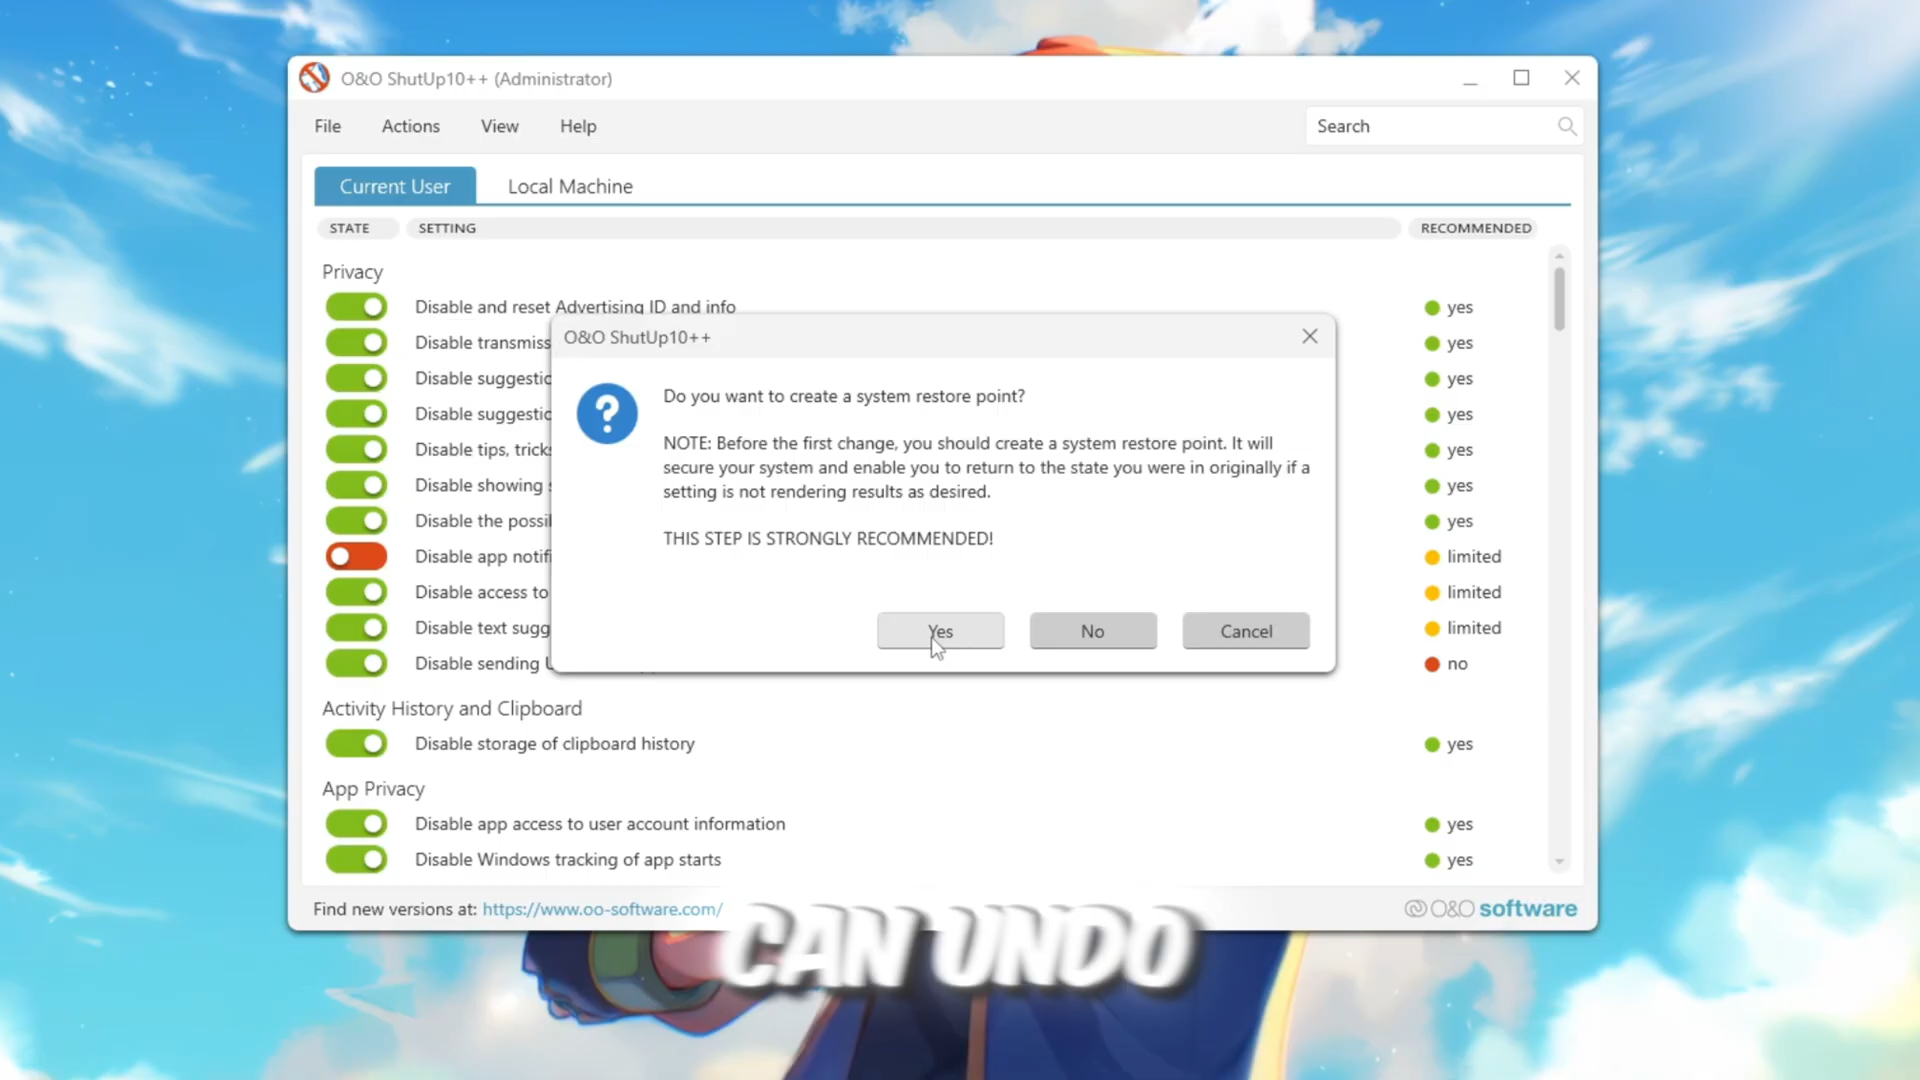 O&O ShutUp10++ (Administrator)
File Actions View Help Search
Current User Local Machine
STATE SETTING RECOMMENDED
Privacy
Disable and reset Advertising ID and info yes
Disable transmiss yes
Disable suggestic yes
Disable suggestic yes
Disable tips, tricks yes
Disable showing yes
Disable the possil yes
Disable app notifi limited
Disable access to limited
Disable text sugg limited
Disable sending no
O&O ShutUp10++
Do you want to create a system restore point?
NOTE: Before the first change, you should create a system restore point. It will
secure your system and enable you to return to the state you were in originally if a
setting is not rendering results as desired.
THIS STEP IS STRONGLY RECOMMENDED!
Yes No Cancel
Activity History and Clipboard
Disable storage of clipboard history yes
App Privacy
Disable app access to user account information yes
Disable Windows tracking of app starts yes
Find new versions at: https://www.oo-software.com/
O&O software
CAN UNDO